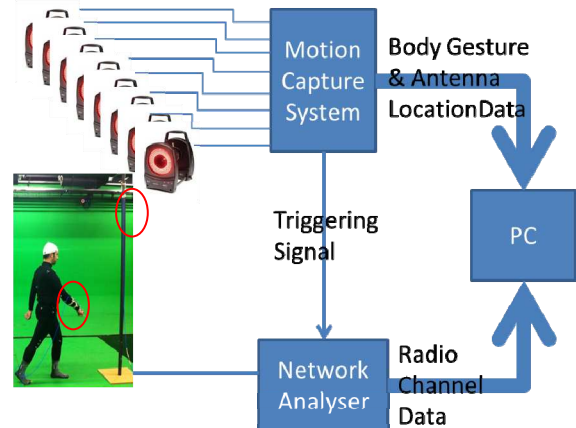 Motion
Capture
System
Body Gesture
& Antenna
LocationData
Triggering
Signal
PC
Network
Analyser
Radio
Channel
Data